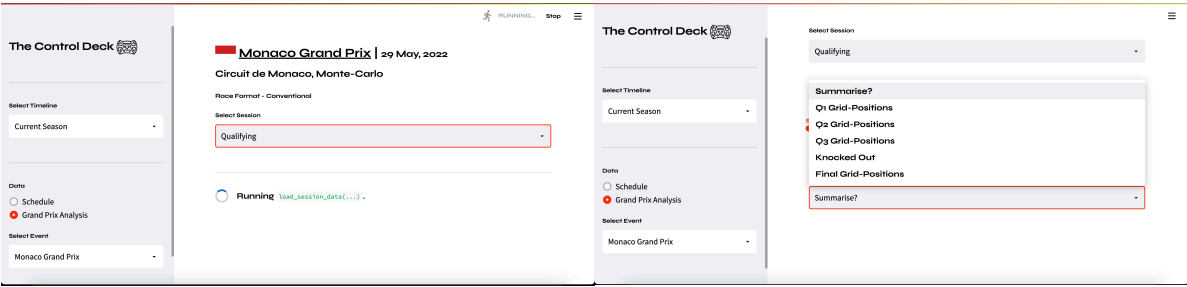 RUNNING... Stop
The Control Deck
Monaco Grand Prix | 29 May, 2022
Circuit de Monaco, Monte-Carlo
Race Format - Conventional
Select Timeline
Current Season
Select Session
Qualifying
Data
Schedule
Grand Prix Analysis
Running load_session_data(...) .
Select Event
Monaco Grand Prix
The Control Deck
Select Timeline
Current Season
Data
Schedule
Grand Prix Analysis
Select Event
Monaco Grand Prix
Select Session
Qualifying
Summarise?
Q1 Grid-Positions
Q2 Grid-Positions
Q3 Grid-Positions
Knocked Out
Final Grid-Positions
Summarise?